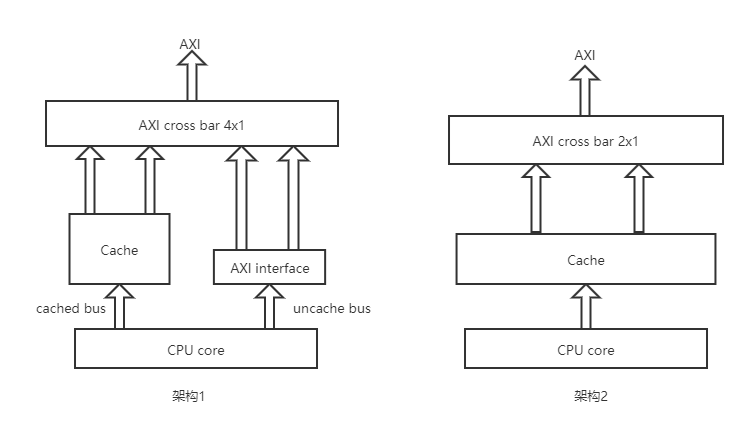 AXI
AXI cross bar 4x1
Cache
AXI interface
cached bus
uncache bus
CPU core
架构1
AXI
AXI cross bar 2x1
Cache
CPU core
架构2